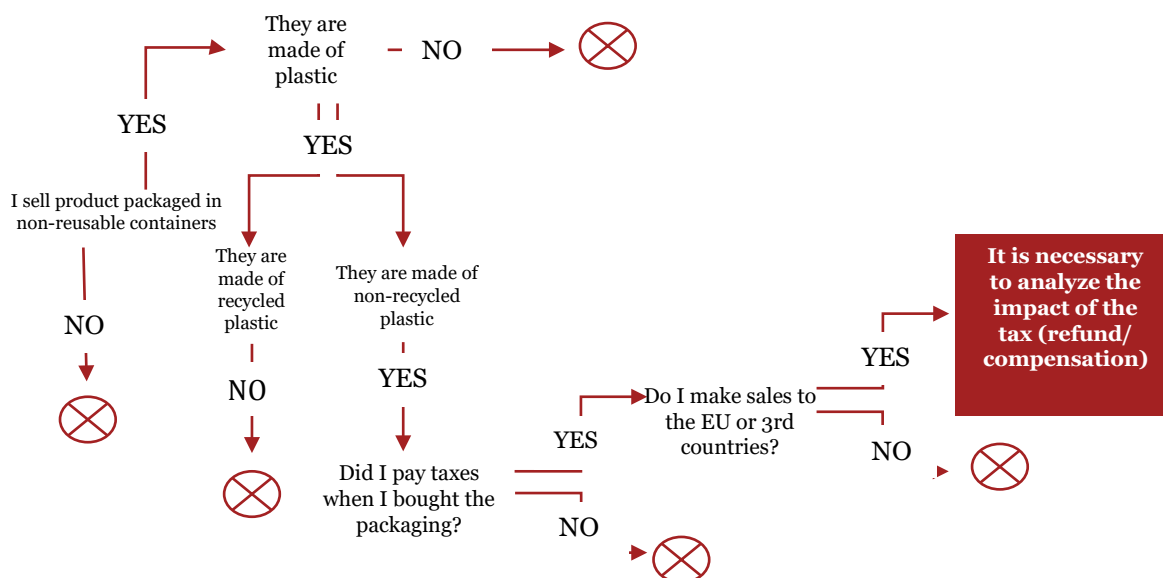 They are
made of
plastic
NO
YES
YES
I sell product packaged in
non-reusable containers
They are
made of
recycled
plastic
They are made of
non-recycled
plastic
It is necessary
to analyze the
impact of the
tax (refund/
compensation)
NO
NO
YES
YES
Do I make sales to
the EU or 3rd
countries?
YES
NO
Did I pay taxes
when I bought the
packaging?
NO